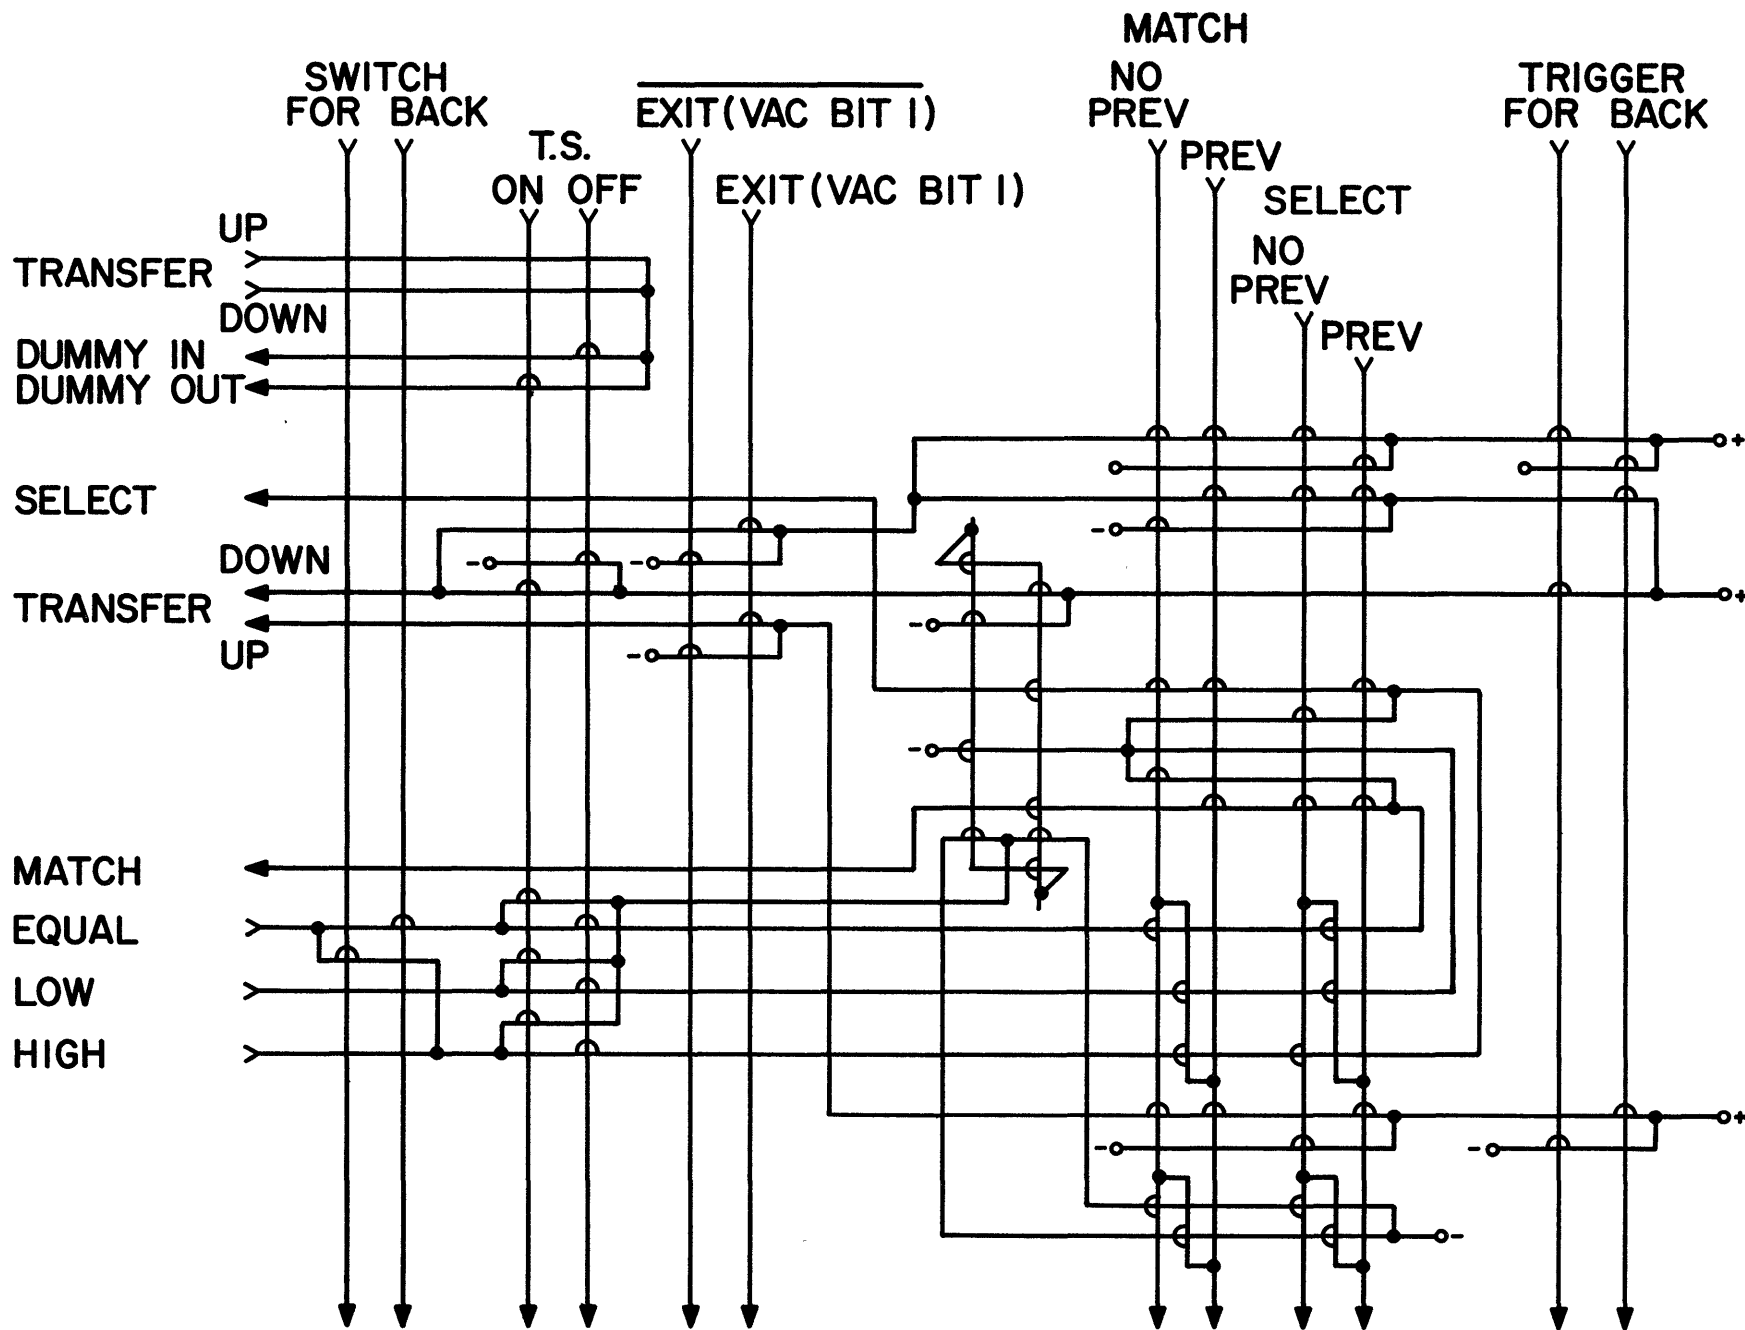 MATCH
SWITCH
FOR BACK
EXIT(VAC BIT 1)
NO
PREV
TRIGGER
FOR BACK
T.S.
ON OFF
EXIT(VAC BIT 1)
PREV
SELECT
NO
PREV
PREV
UP
TRANSFER
DOWN
DUMMY IN
DUMMY OUT
+
SELECT
-
DOWN
- -
TRANSFER
+
-
UP
-
-
MATCH
EQUAL
LOW
HIGH
+
- -
-